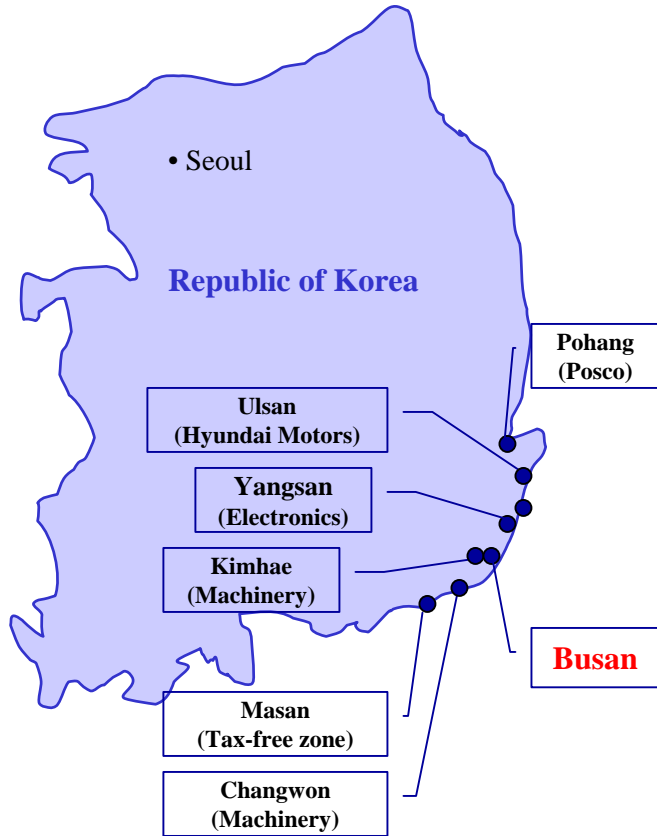 • Seoul
Republic of Korea
Pohang
(Posco)
Ulsan
(Hyundai Motors)
Yangsan
(Electronics)
Kimhae
(Machinery)
Busan
Masan
(Tax-free zone)
Changwon
(Machinery)